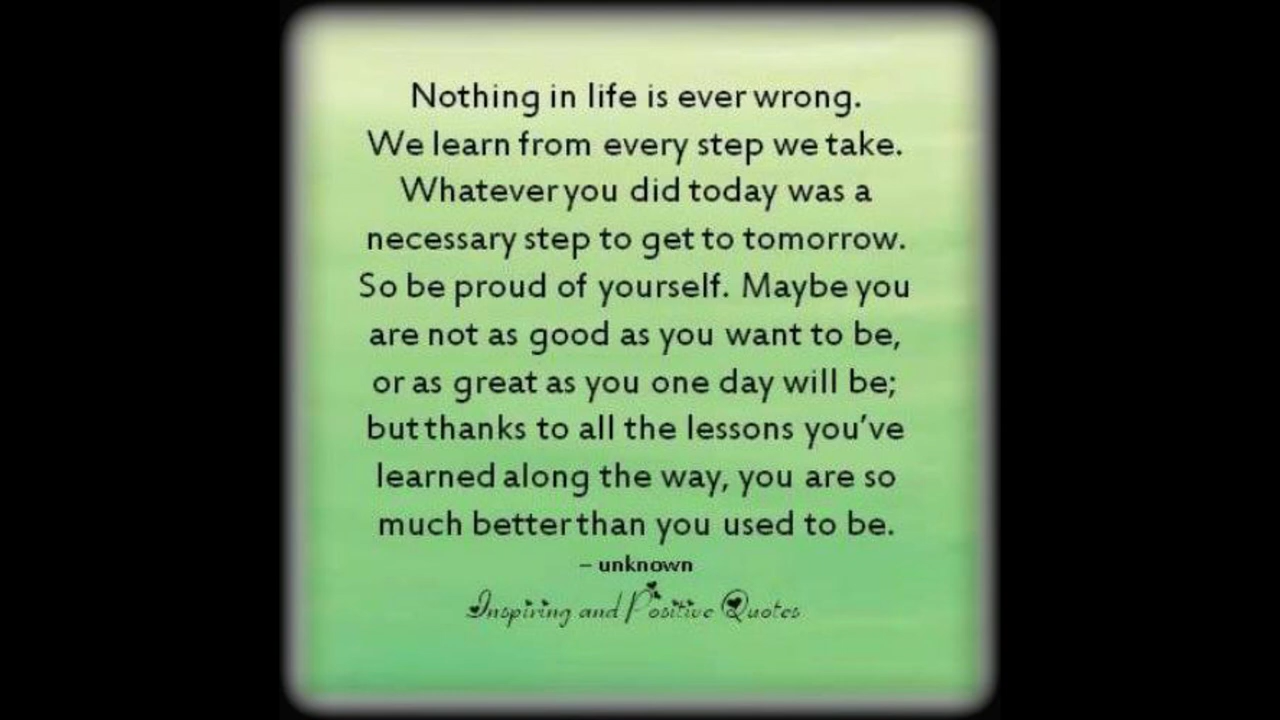 Nothing in life is ever wrong.
We learn from every step we take.
Whatever you did today was a
necessary step to get to tomorrow.
So be proud of yourself. Maybe you
are not as good as you want to be,
or as great as you one day will be;
but thanks to all the lessons you've
learned along the way, you are so
much better than you used to be.
– unknown
Inspiring and Positive Quotes